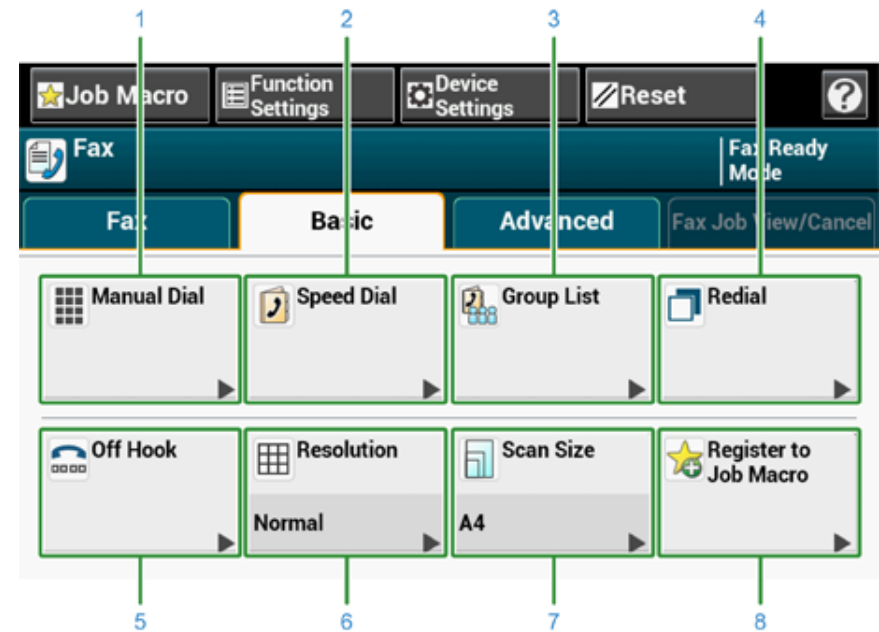 1 2 3 4
Job Macro
Function
Settings
Device
Settings
Reset
?
Fax
Fax Ready
Mode
Fax
Basic
Advanced
Fax Job View/Cancel
Manual Dial
Speed Dial
Group List
Redial
Off Hook
Resolution
Normal
Scan Size
A4
Register to
Job Macro
5 6 7 8